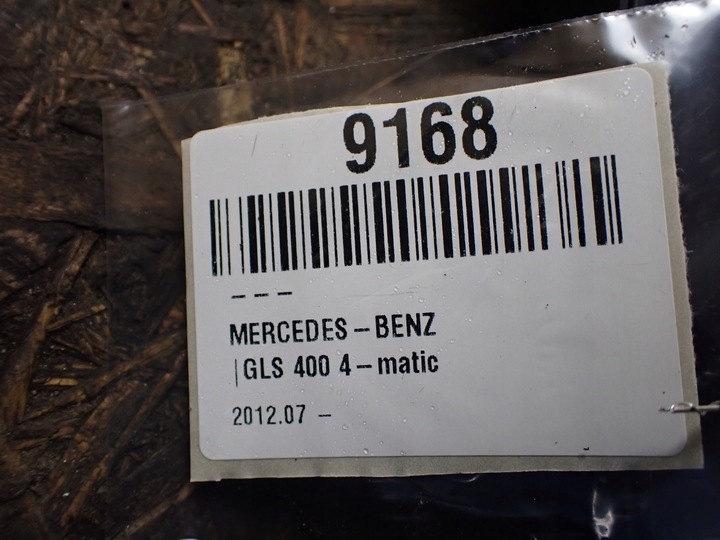 9168
– – –
MERCEDES – BENZ
|GLS 400 4 – matic
2012.07 –